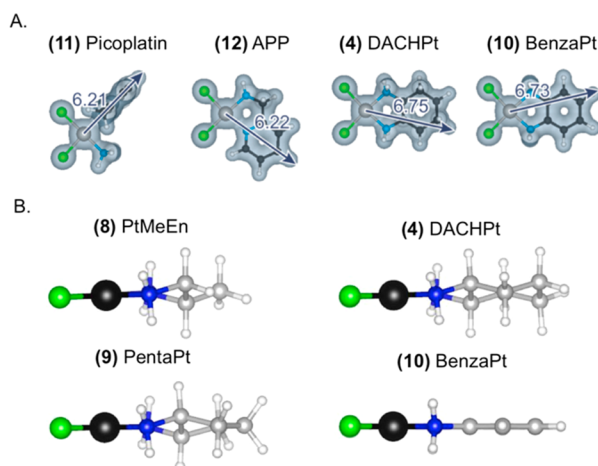 A.
(11) Picoplatin (12) APP (4) DACHPt (10) BenzaPt
6.21 6.22 6.75 6.73
B.
(8) PtMeEn (4) DACHPt
(9) PentaPt (10) BenzaPt